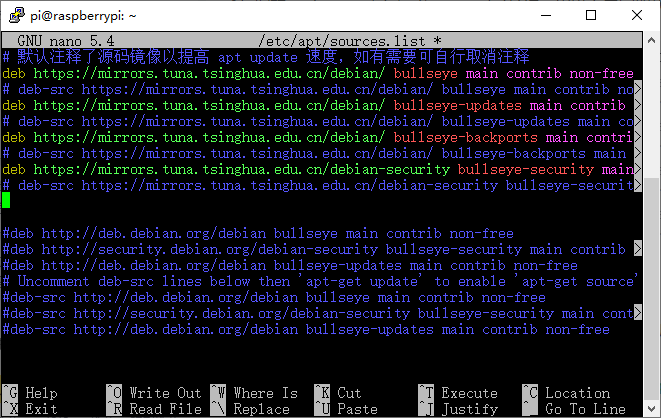 pi@raspberrypi: ~
GNU nano 5.4 /etc/apt/sources.list *
# 默认注释了源码镜像以提高 apt update 速度，如有需要可自行取消注释
deb https://mirrors.tuna.tsinghua.edu.cn/debian/ bullseye main contrib non-free
# deb-src https://mirrors.tuna.tsinghua.edu.cn/debian/ bullseye main contrib no>
deb https://mirrors.tuna.tsinghua.edu.cn/debian/ bullseye-updates main contrib >
# deb-src https://mirrors.tuna.tsinghua.edu.cn/debian/ bullseye-updates main co>
deb https://mirrors.tuna.tsinghua.edu.cn/debian/ bullseye-backports main contri>
# deb-src https://mirrors.tuna.tsinghua.edu.cn/debian/ bullseye-backports main >
deb https://mirrors.tuna.tsinghua.edu.cn/debian-security bullseye-security main>
# deb-src https://mirrors.tuna.tsinghua.edu.cn/debian-security bullseye-securit>
#deb http://deb.debian.org/debian bullseye main contrib non-free
#deb http://security.debian.org/debian-security bullseye-security main contrib >
#deb http://deb.debian.org/debian bullseye-updates main contrib non-free
# Uncomment deb-src lines below then 'apt-get update' to enable 'apt-get source'
#deb-src http://deb.debian.org/debian bullseye main contrib non-free
#deb-src http://security.debian.org/debian-security bullseye-security main cont>
#deb-src http://deb.debian.org/debian bullseye-updates main contrib non-free
^G Help ^O Write Out ^W Where Is ^K Cut ^T Execute ^C Location
^X Exit ^R Read File ^\ Replace ^U Paste ^J Justify ^_ Go To Line